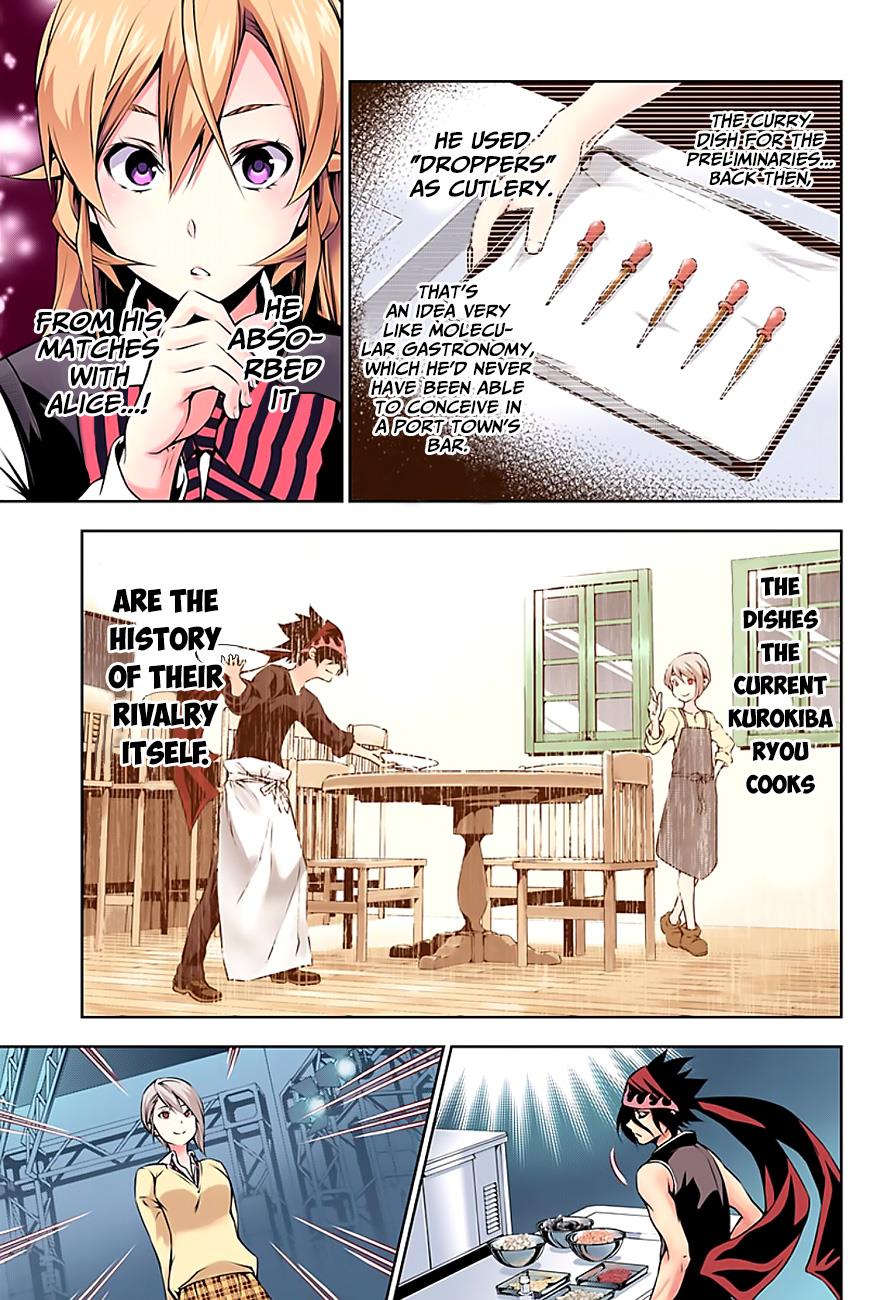 THE CURRY
DISH FOR THE
PRELIMINARIES...
BACK THEN,
HE USED
"DROPPERS"
AS CUTLERY.
THAT'S
AN IDEA VERY
LIKE MOLECU-
LAR GASTRONOMY,
WHICH HE'D NEVER
HAVE BEEN ABLE
TO CONCEIVE IN
A PORT TOWN'S
BAR.
HE
ABSO-
RBED
IT
FROM HIS
MATCHES
WITH
ALICE...!
THE
DISHES
THE
CURRENT
KUROKIBA
RYOU
COOKS
ARE THE
HISTORY
OF THEIR
RIVALRY
ITSELF.